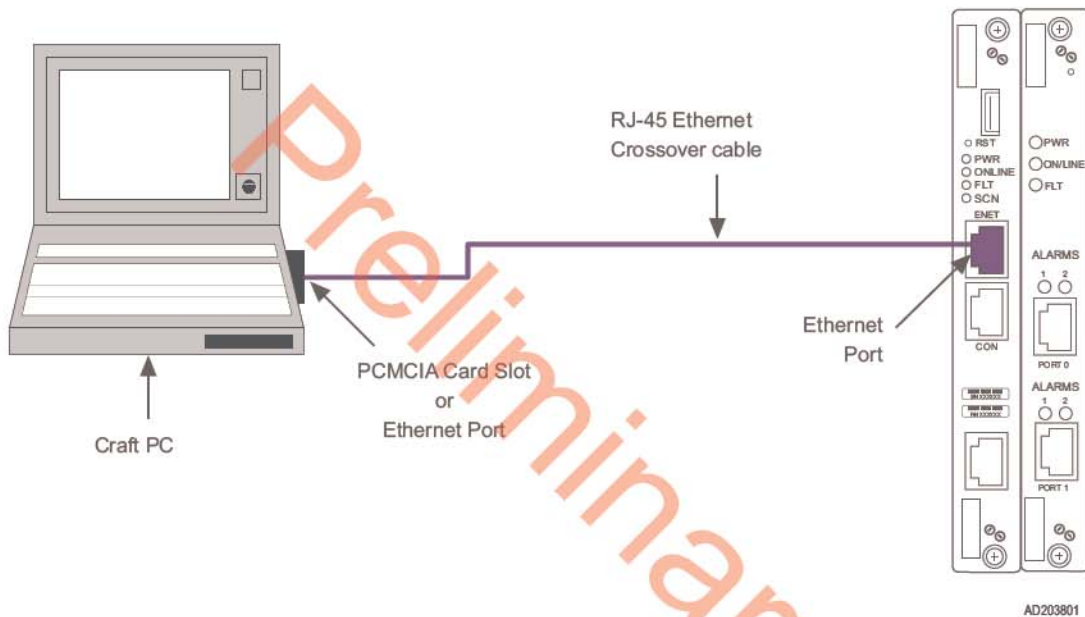 RJ-45 Ethernet
Crossover cable
PCMCIA Card Slot
or
Ethernet Port
Craft PC
Ethernet
Port
RST
PWR
ONLINE
FLT
SCN
ENET
CON
PWR
ON/LINE
FLT
ALARMS
1 2
PORT 0
ALARMS
1 2
PORT 1
AD203801
Preliminar